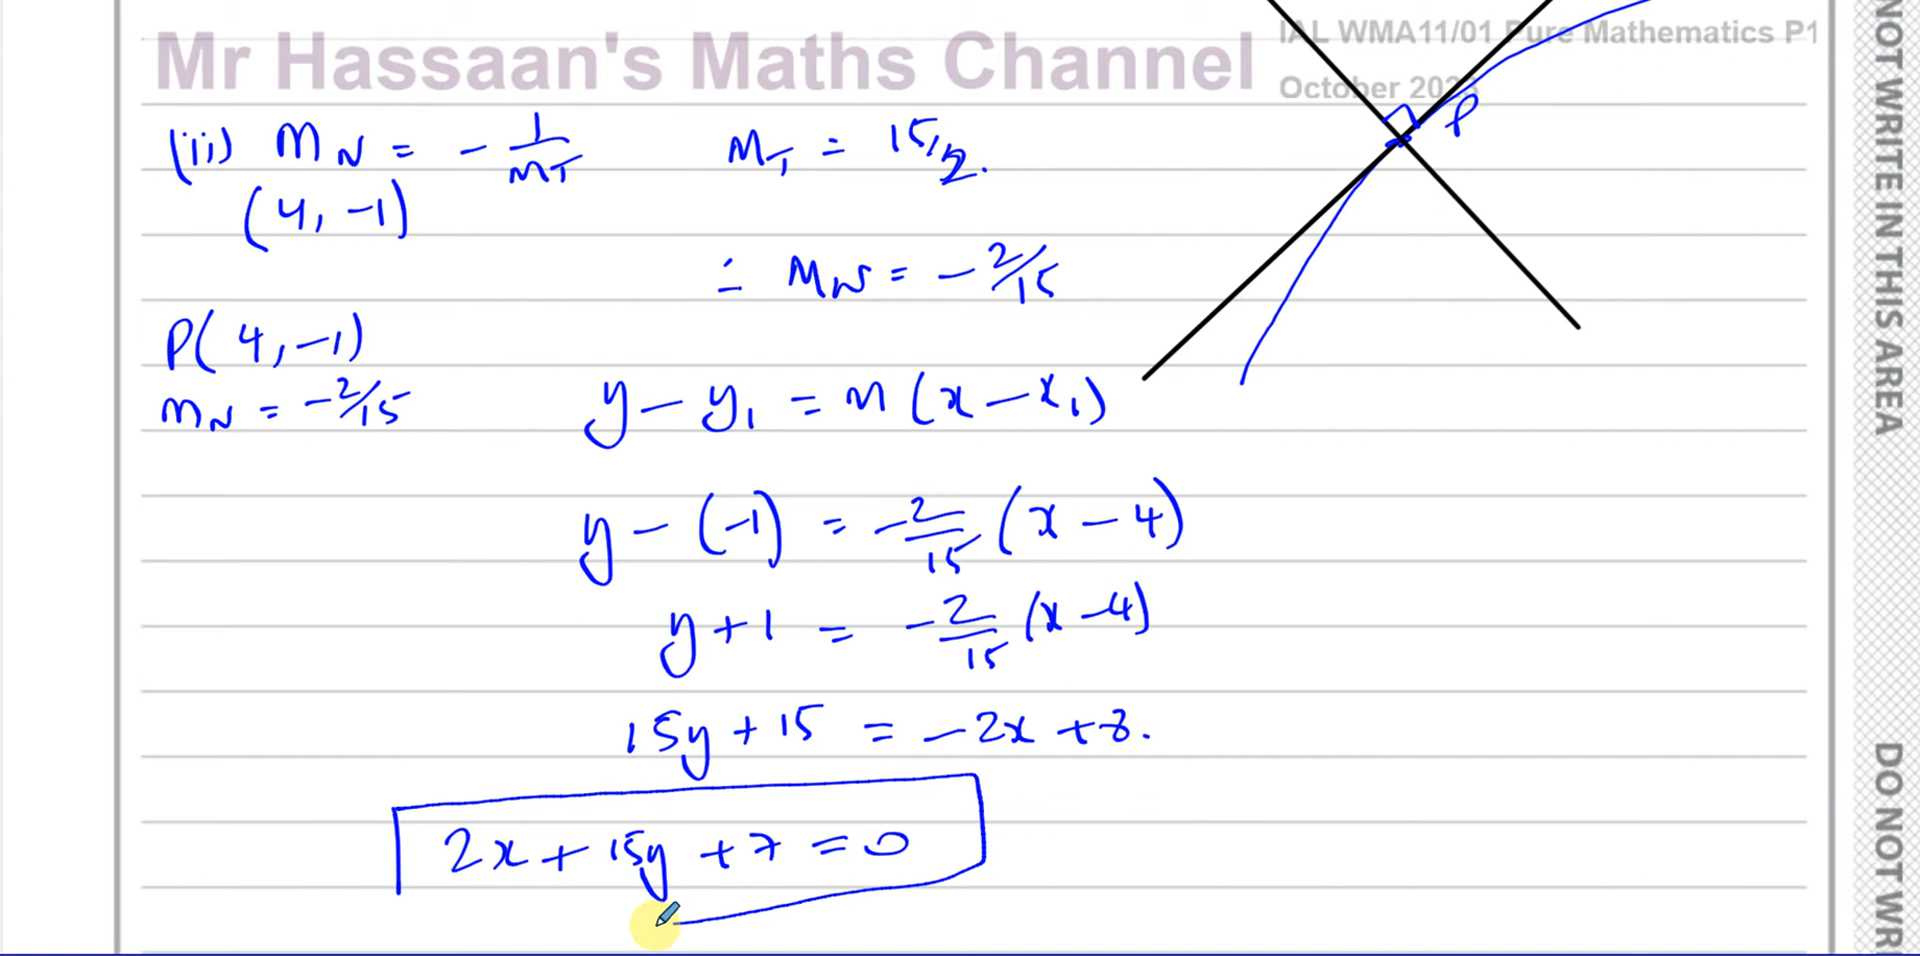 Mr Hassaan's Maths Channel
IAL WMA11/01 Pure Mathematics P1
October 202
P
(ii) m_N = - 1/m_T
M_T = 15/2.
(4, -1)
∴ M_N = - 2/15
P(4, -1)
m_N = - 2/15
y - y₁ = m(x - x₁)
y - (-1) = -2/15 (x - 4)
y + 1 = -2/15 (x - 4)
15y + 15 = -2x + 8.
2x + 15y + 7 = 0
NOT WRITE IN THIS AREA
DO NOT WRI